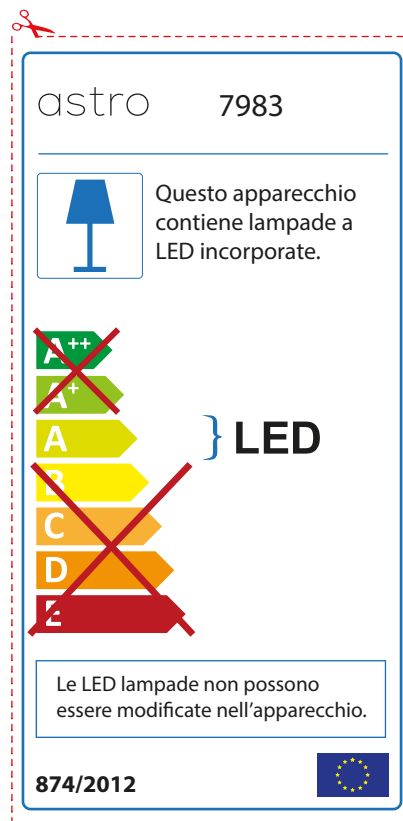 astro 7983
Questo apparecchio
contiene lampade a
LED incorporate.
A++
A+
A
} LED
B
C
D
E
Le LED lampade non possono
essere modificate nell'apparecchio.
874/2012